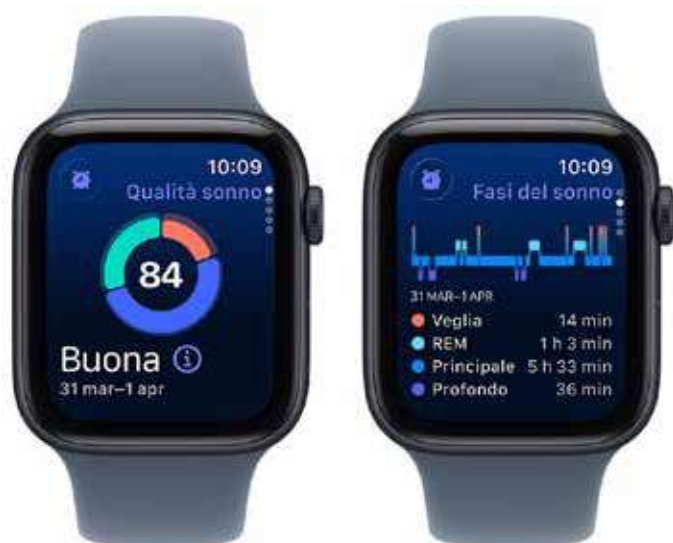 10:09
Qualità sonno
84
Buona
31 mar–1 apr
10:09
Fasi del sonno
31 MAR–1 APR
Veglia 14 min
REM 1 h 3 min
Principale 5 h 33 min
Profondo 36 min